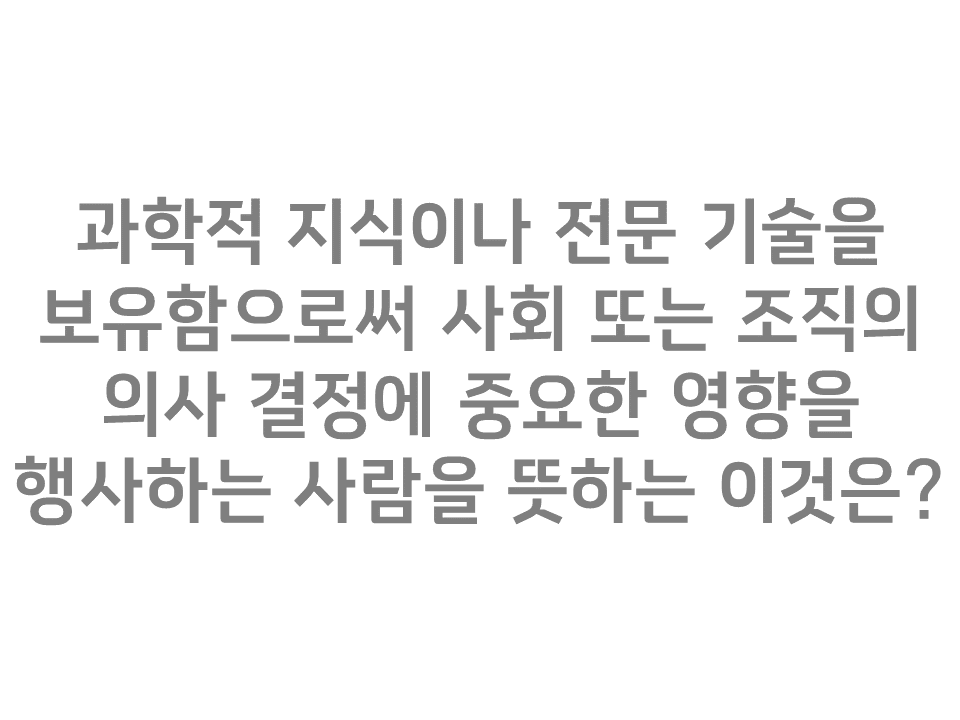 과학적 지식이나 전문 기술을
보유함으로써 사회 또는 조직의
의사 결정에 중요한 영향을
행사하는 사람을 뜻하는 이것은?